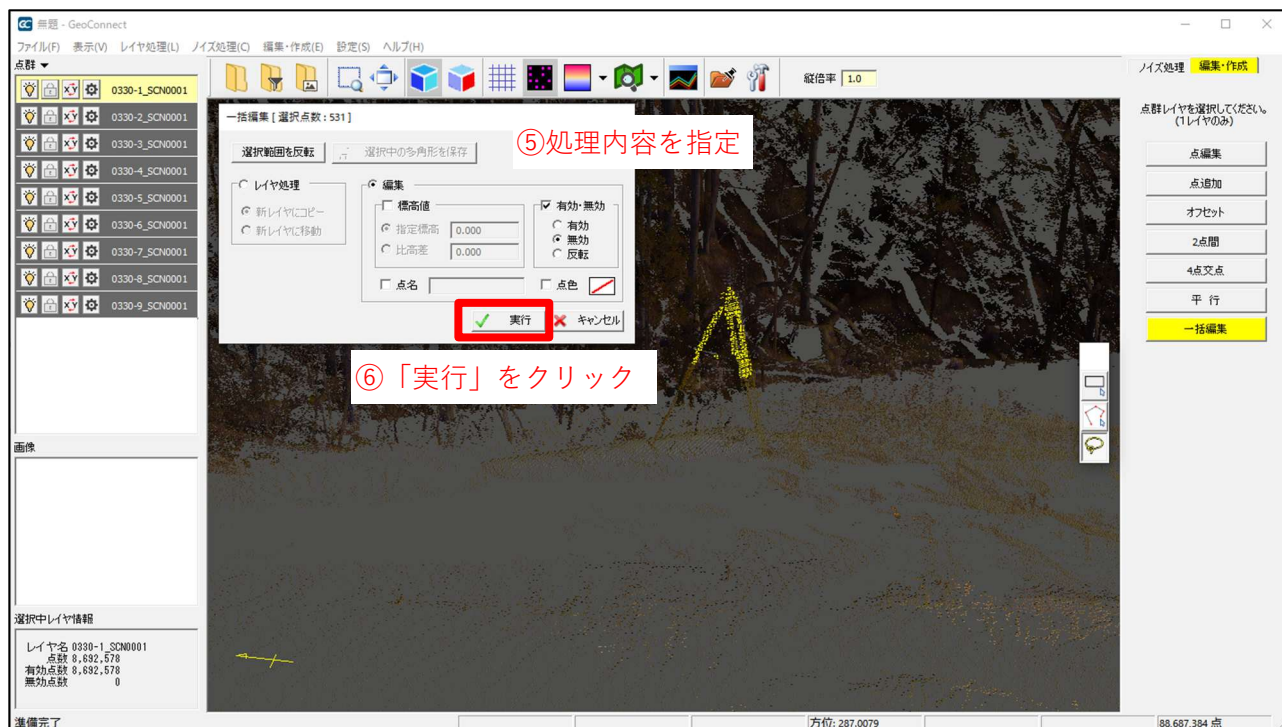 無題 - GeoConnect
ファイル(F) 表示(V) レイヤ処理(L) ノイズ処理(C) 編集・作成(E) 設定(S) ヘルプ(H)
点群
縦倍率 1.0
ノイズ処理 編集・作成
0330-1_SCN0001
0330-2_SCN0001
0330-3_SCN0001
0330-4_SCN0001
0330-5_SCN0001
0330-6_SCN0001
0330-7_SCN0001
0330-8_SCN0001
0330-9_SCN0001
一括編集 [ 選択点数 : 531 ]
⑤処理内容を指定
選択範囲を反転 選択中の多角形を保存
レイヤ処理
新レイヤにコピー
新レイヤに移動
編集
標高値
指定標高 0.000
比高差 0.000
有効・無効
有効
無効
反転
点名
点色
実行 キャンセル
⑥「実行」をクリック
点群レイヤを選択してください。
(1レイヤのみ)
点編集
点追加
オフセット
2点間
4点交点
平 行
一括編集
画像
選択中レイヤ情報
レイヤ名 0330-1_SCN0001
点数 8,692,578
有効点数 8,692,578
無効点数 0
準備完了 方位: 287.0079 88,687,384 点